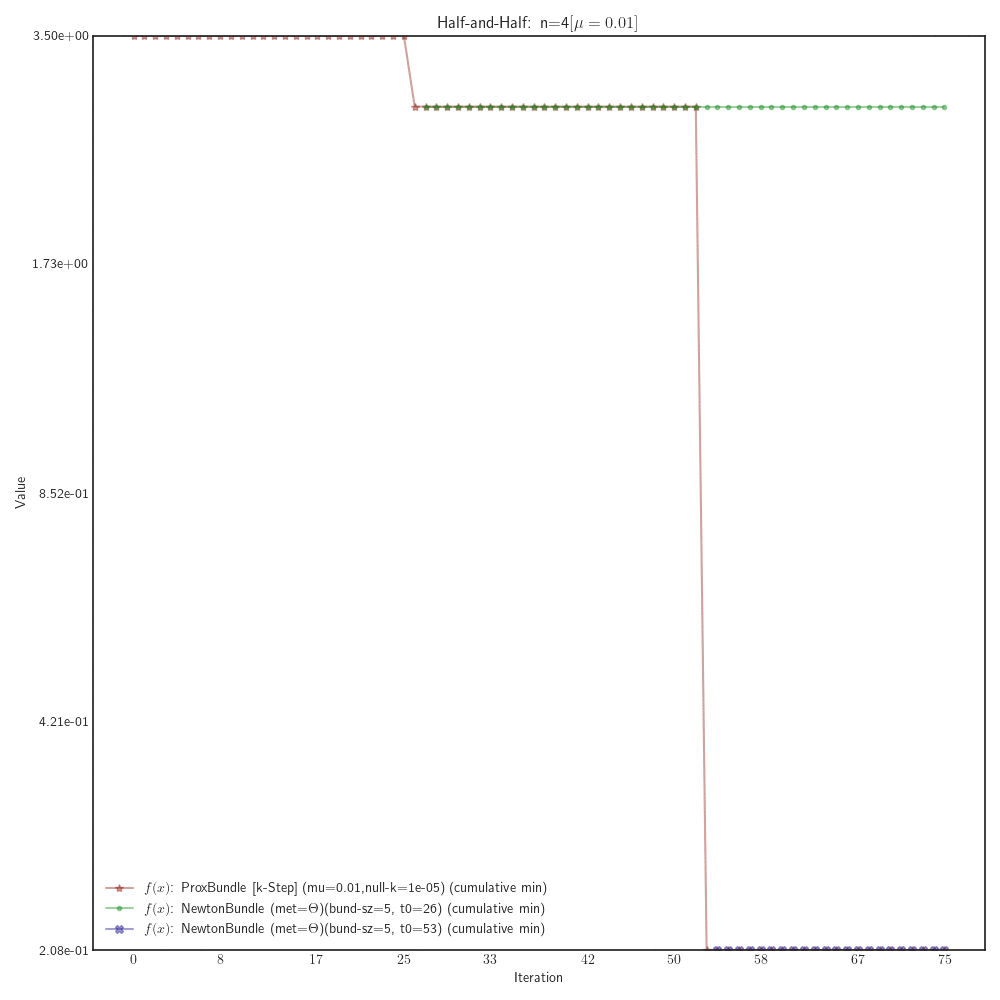 Half-and-Half: n=4[μ = 0.01]
3.50e+00
1.73e+00
8.52e-01
4.21e-01
2.08e-01
Value
f(x): ProxBundle [k-Step] (mu=0.01,null-k=1e-05) (cumulative min)
f(x): NewtonBundle (met=Θ)(bund-sz=5, t0=26) (cumulative min)
f(x): NewtonBundle (met=Θ)(bund-sz=5, t0=53) (cumulative min)
0 8 17 25 33 42 50 58 67 75
Iteration